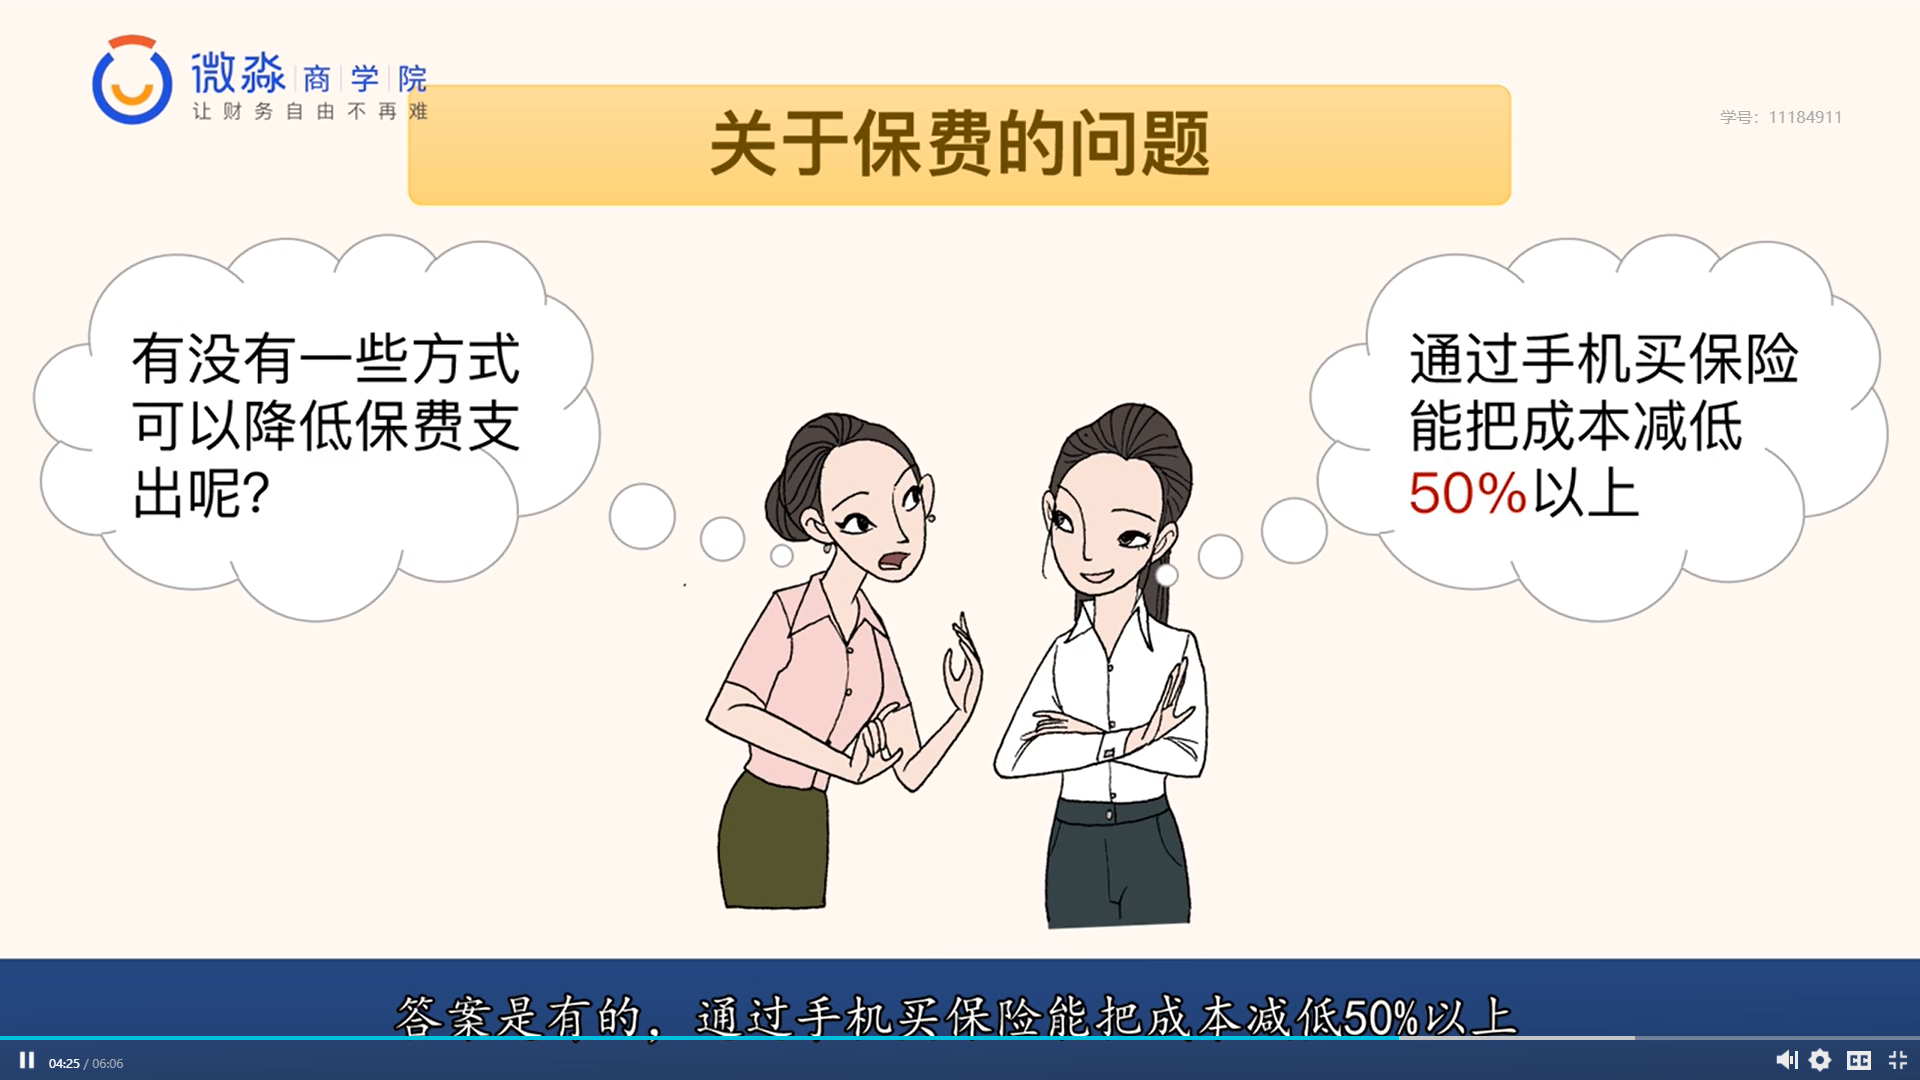 微淼商学院
让财务自由不再难
关于保费的问题
学号：11184911
有没有一些方式
可以降低保费支
出呢？
通过手机买保险
能把成本减低
50%以上
答案是有的，通过手机买保险能把成本减低50%以上
04:25 / 06:06
CC